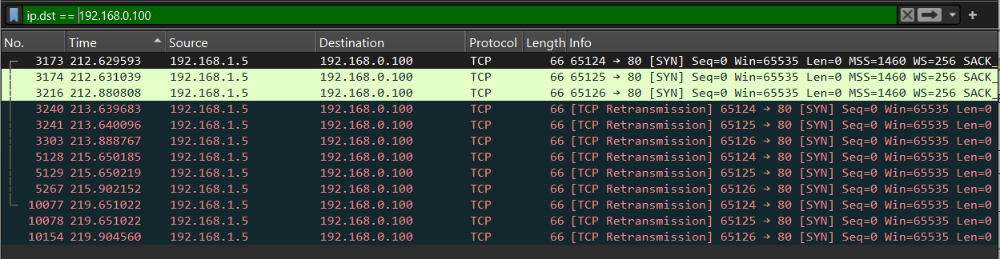 ip.dst == 192.168.0.100
No. Time Source Destination Protocol Length Info
3173 212.629593 192.168.1.5 192.168.0.100 TCP 66 65124 → 80 [SYN] Seq=0 Win=65535 Len=0 MSS=1460 WS=256 SACK_
3174 212.631039 192.168.1.5 192.168.0.100 TCP 66 65125 → 80 [SYN] Seq=0 Win=65535 Len=0 MSS=1460 WS=256 SACK_
3216 212.880808 192.168.1.5 192.168.0.100 TCP 66 65126 → 80 [SYN] Seq=0 Win=65535 Len=0 MSS=1460 WS=256 SACK_
3240 213.639683 192.168.1.5 192.168.0.100 TCP 66 [TCP Retransmission] 65124 → 80 [SYN] Seq=0 Win=65535 Len=0
3241 213.640096 192.168.1.5 192.168.0.100 TCP 66 [TCP Retransmission] 65125 → 80 [SYN] Seq=0 Win=65535 Len=0
3303 213.888767 192.168.1.5 192.168.0.100 TCP 66 [TCP Retransmission] 65126 → 80 [SYN] Seq=0 Win=65535 Len=0
5128 215.650185 192.168.1.5 192.168.0.100 TCP 66 [TCP Retransmission] 65124 → 80 [SYN] Seq=0 Win=65535 Len=0
5129 215.650219 192.168.1.5 192.168.0.100 TCP 66 [TCP Retransmission] 65125 → 80 [SYN] Seq=0 Win=65535 Len=0
5267 215.902152 192.168.1.5 192.168.0.100 TCP 66 [TCP Retransmission] 65126 → 80 [SYN] Seq=0 Win=65535 Len=0
10077 219.651022 192.168.1.5 192.168.0.100 TCP 66 [TCP Retransmission] 65124 → 80 [SYN] Seq=0 Win=65535 Len=0
10078 219.651022 192.168.1.5 192.168.0.100 TCP 66 [TCP Retransmission] 65125 → 80 [SYN] Seq=0 Win=65535 Len=0
10154 219.904560 192.168.1.5 192.168.0.100 TCP 66 [TCP Retransmission] 65126 → 80 [SYN] Seq=0 Win=65535 Len=0